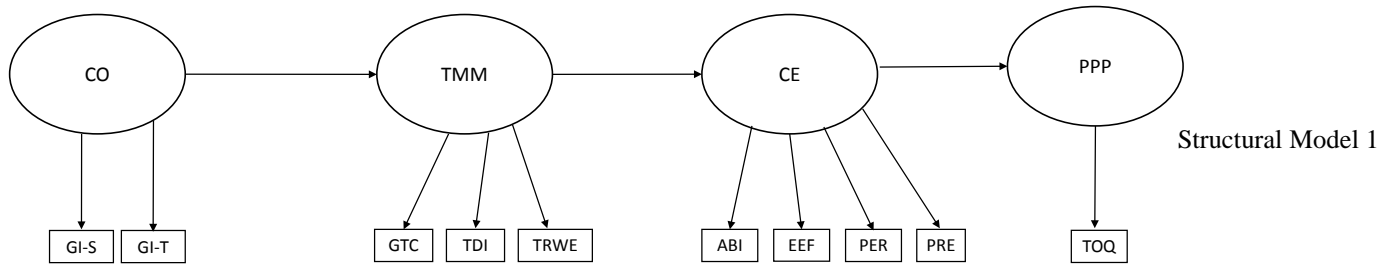 CO
TMM
CE
PPP
Structural Model 1
GI-S
GI-T
GTC
TDI
TRWE
ABI
EEF
PER
PRE
TOQ